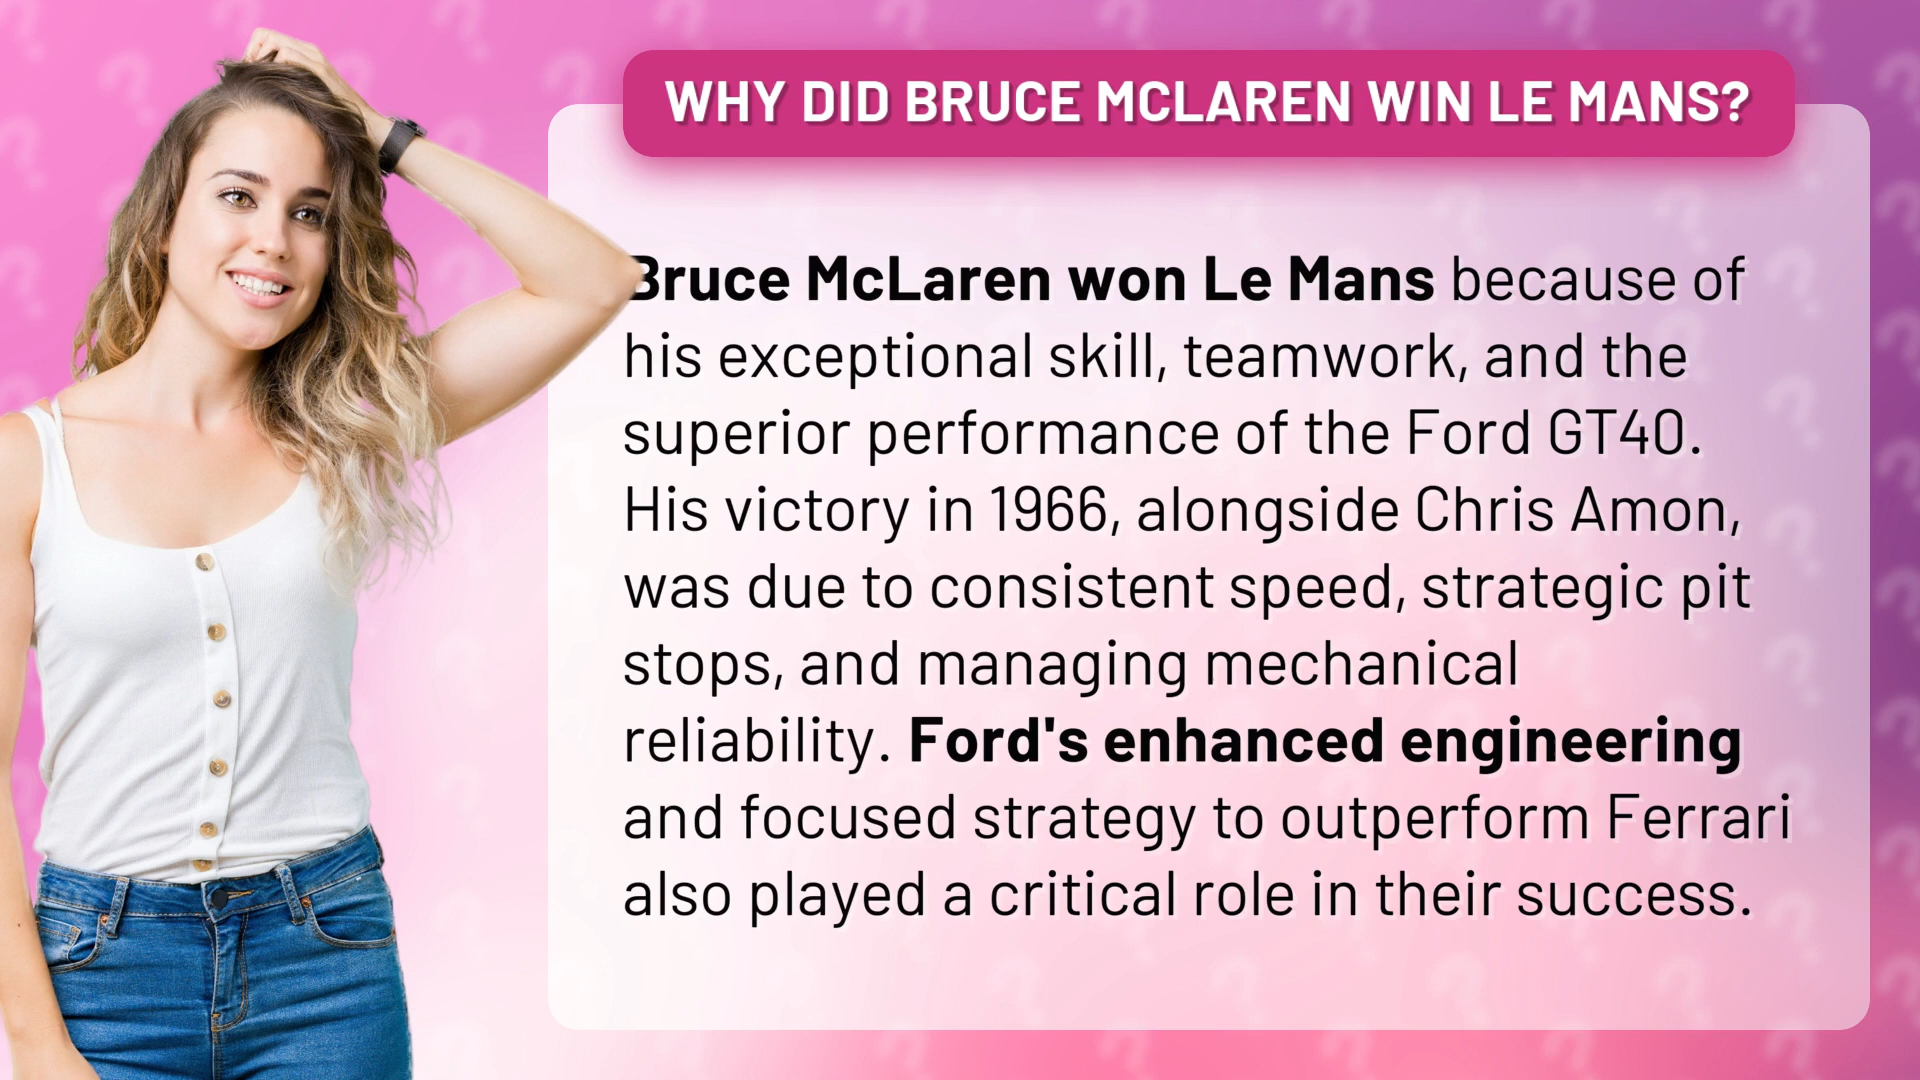 WHY DID BRUCE MCLAREN WIN LE MANS?
Bruce McLaren won Le Mans because of
his exceptional skill, teamwork, and the
superior performance of the Ford GT40.
His victory in 1966, alongside Chris Amon,
was due to consistent speed, strategic pit
stops, and managing mechanical
reliability. Ford's enhanced engineering
and focused strategy to outperform Ferrari
also played a critical role in their success.